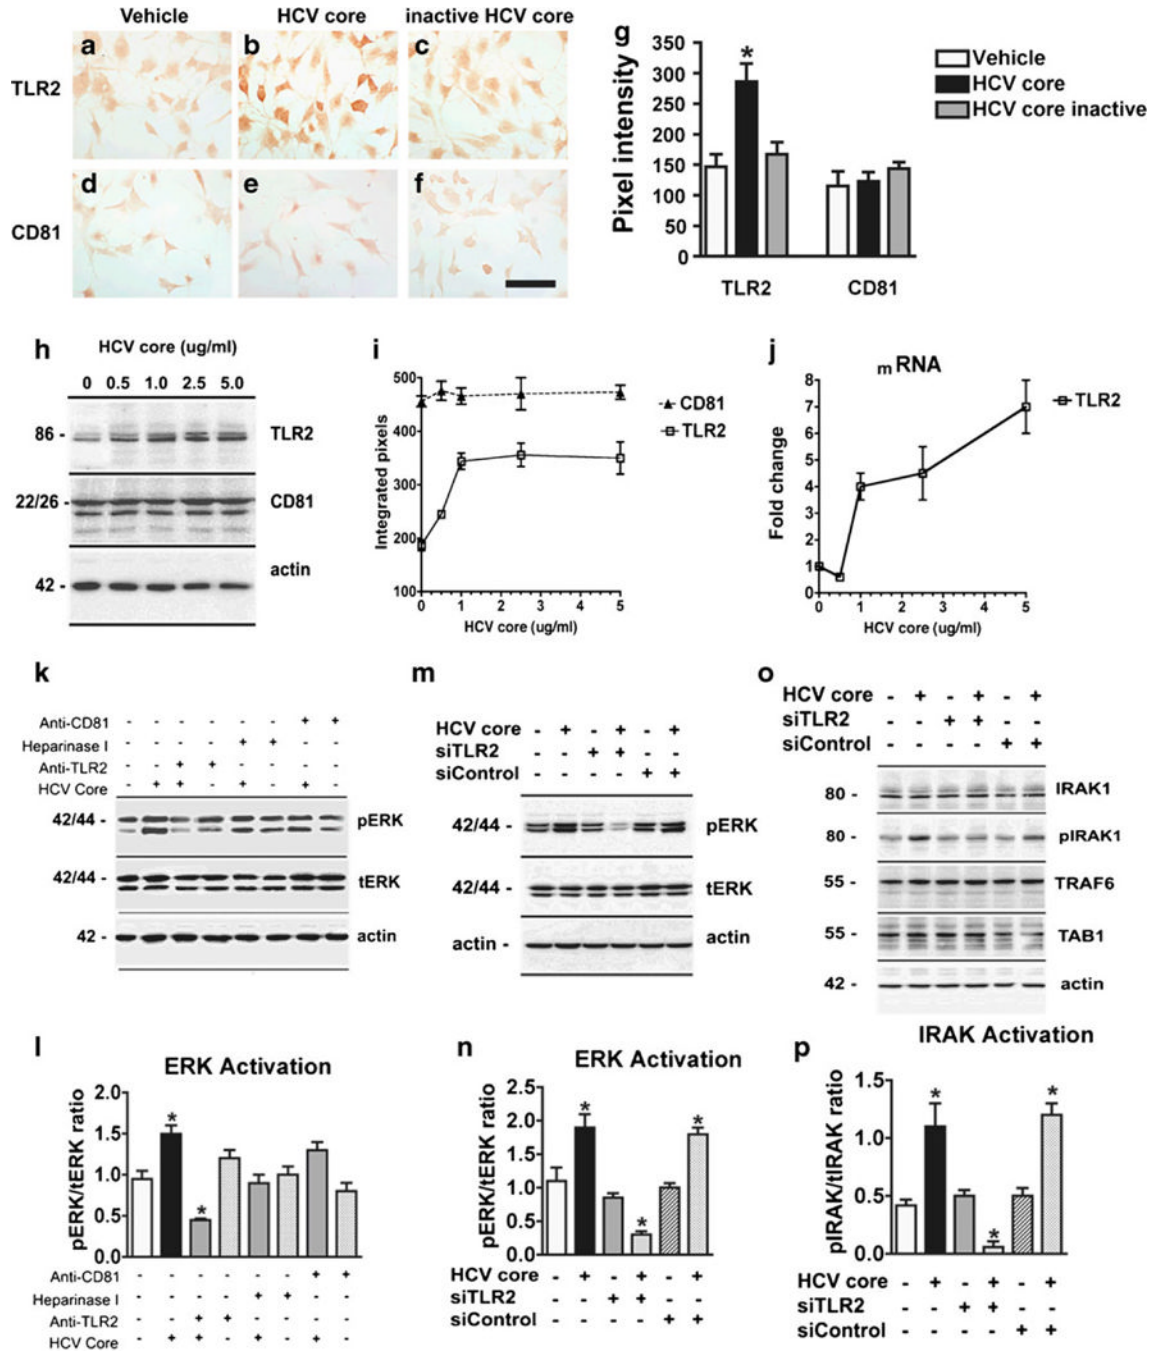 Vehicle HCV core inactive HCV core
TLR2 a b c
CD81 d e f
g
Pixel intensity
350
300
250
200
150
100
50
0
*
TLR2 CD81
Vehicle
HCV core
HCV core inactive
h
HCV core (ug/ml)
0 0.5 1.0 2.5 5.0
86 - TLR2
22/26 - CD81
42 - actin
i
Integrated pixels
500
400
300
200
100
0 1 2 3 4 5
HCV core (ug/ml)
CD81
TLR2
j
mRNA
Fold change
8
7
6
5
4
3
2
1
0
0 1 2 3 4 5
HCV core (ug/ml)
TLR2
k
Anti-CD81 - - - - - - + +
Heparinase I - - - - + + - -
Anti-TLR2 - - + + - - - -
HCV Core - + + - + - + -
42/44 - pERK
42/44 - tERK
42 - actin
m
HCV core - + - + - +
siTLR2 - - + + - -
siControl - - - - + +
42/44 - pERK
42/44 - tERK
actin - actin
o
HCV core - + - + - +
siTLR2 - - + + - -
siControl - - - - + +
80 - IRAK1
80 - pIRAK1
55 - TRAF6
55 - TAB1
42 - actin
l
ERK Activation
pERK/tERK ratio
2.0
1.5
1.0
0.5
0.0
* *
Anti-CD81 - - - - - - + +
Heparinase I - - - - + + - -
Anti-TLR2 - - + + - - - -
HCV Core - + + - + - + -
n
ERK Activation
pERK/tERK ratio
2.5
2.0
1.5
1.0
0.5
0.0
* * *
HCV core - + - + - +
siTLR2 - - + + - -
siControl - - - - + +
p
IRAK Activation
pIRAK/tIRAK ratio
1.5
1.0
0.5
0.0
* * *
HCV core - + - + - +
siTLR2 - - + + - -
siControl - - - - + +